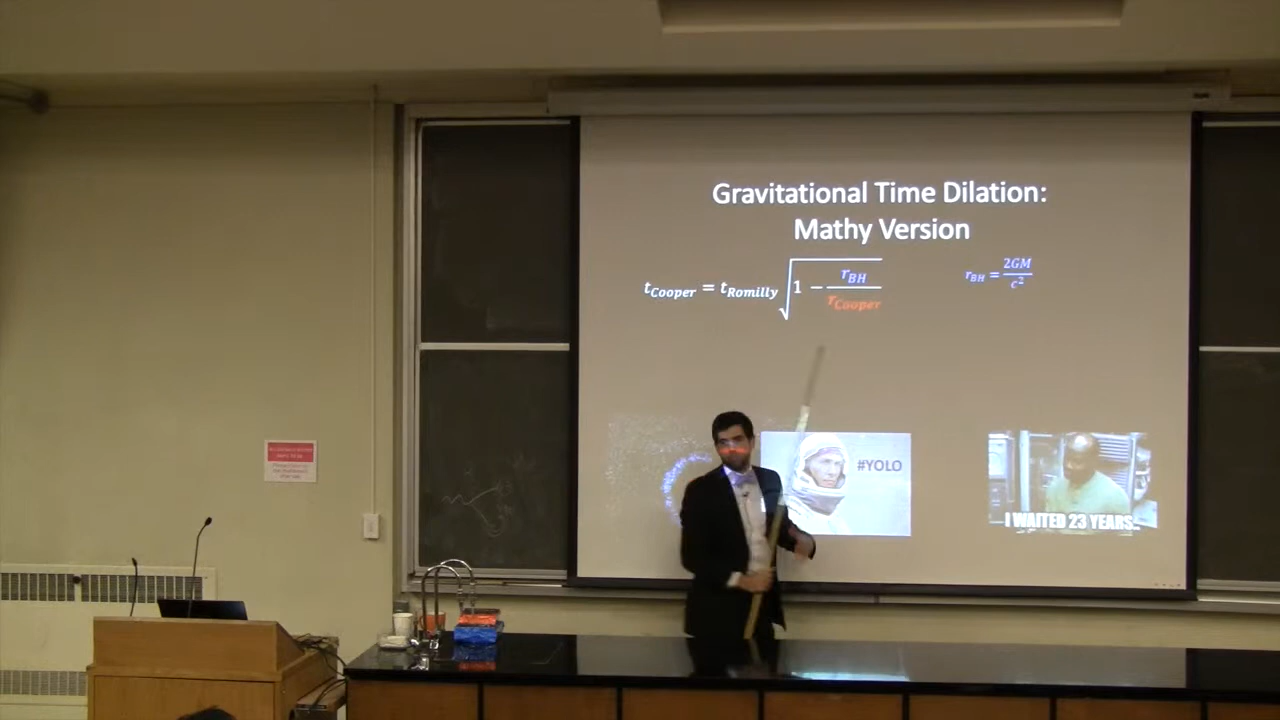 Gravitational Time Dilation:
Mathy Version
t_Cooper = t_Romilly √(1 − r_BH / r_Cooper)
r_BH = 2GM / c²
#YOLO
I WAITED 23 YEARS..